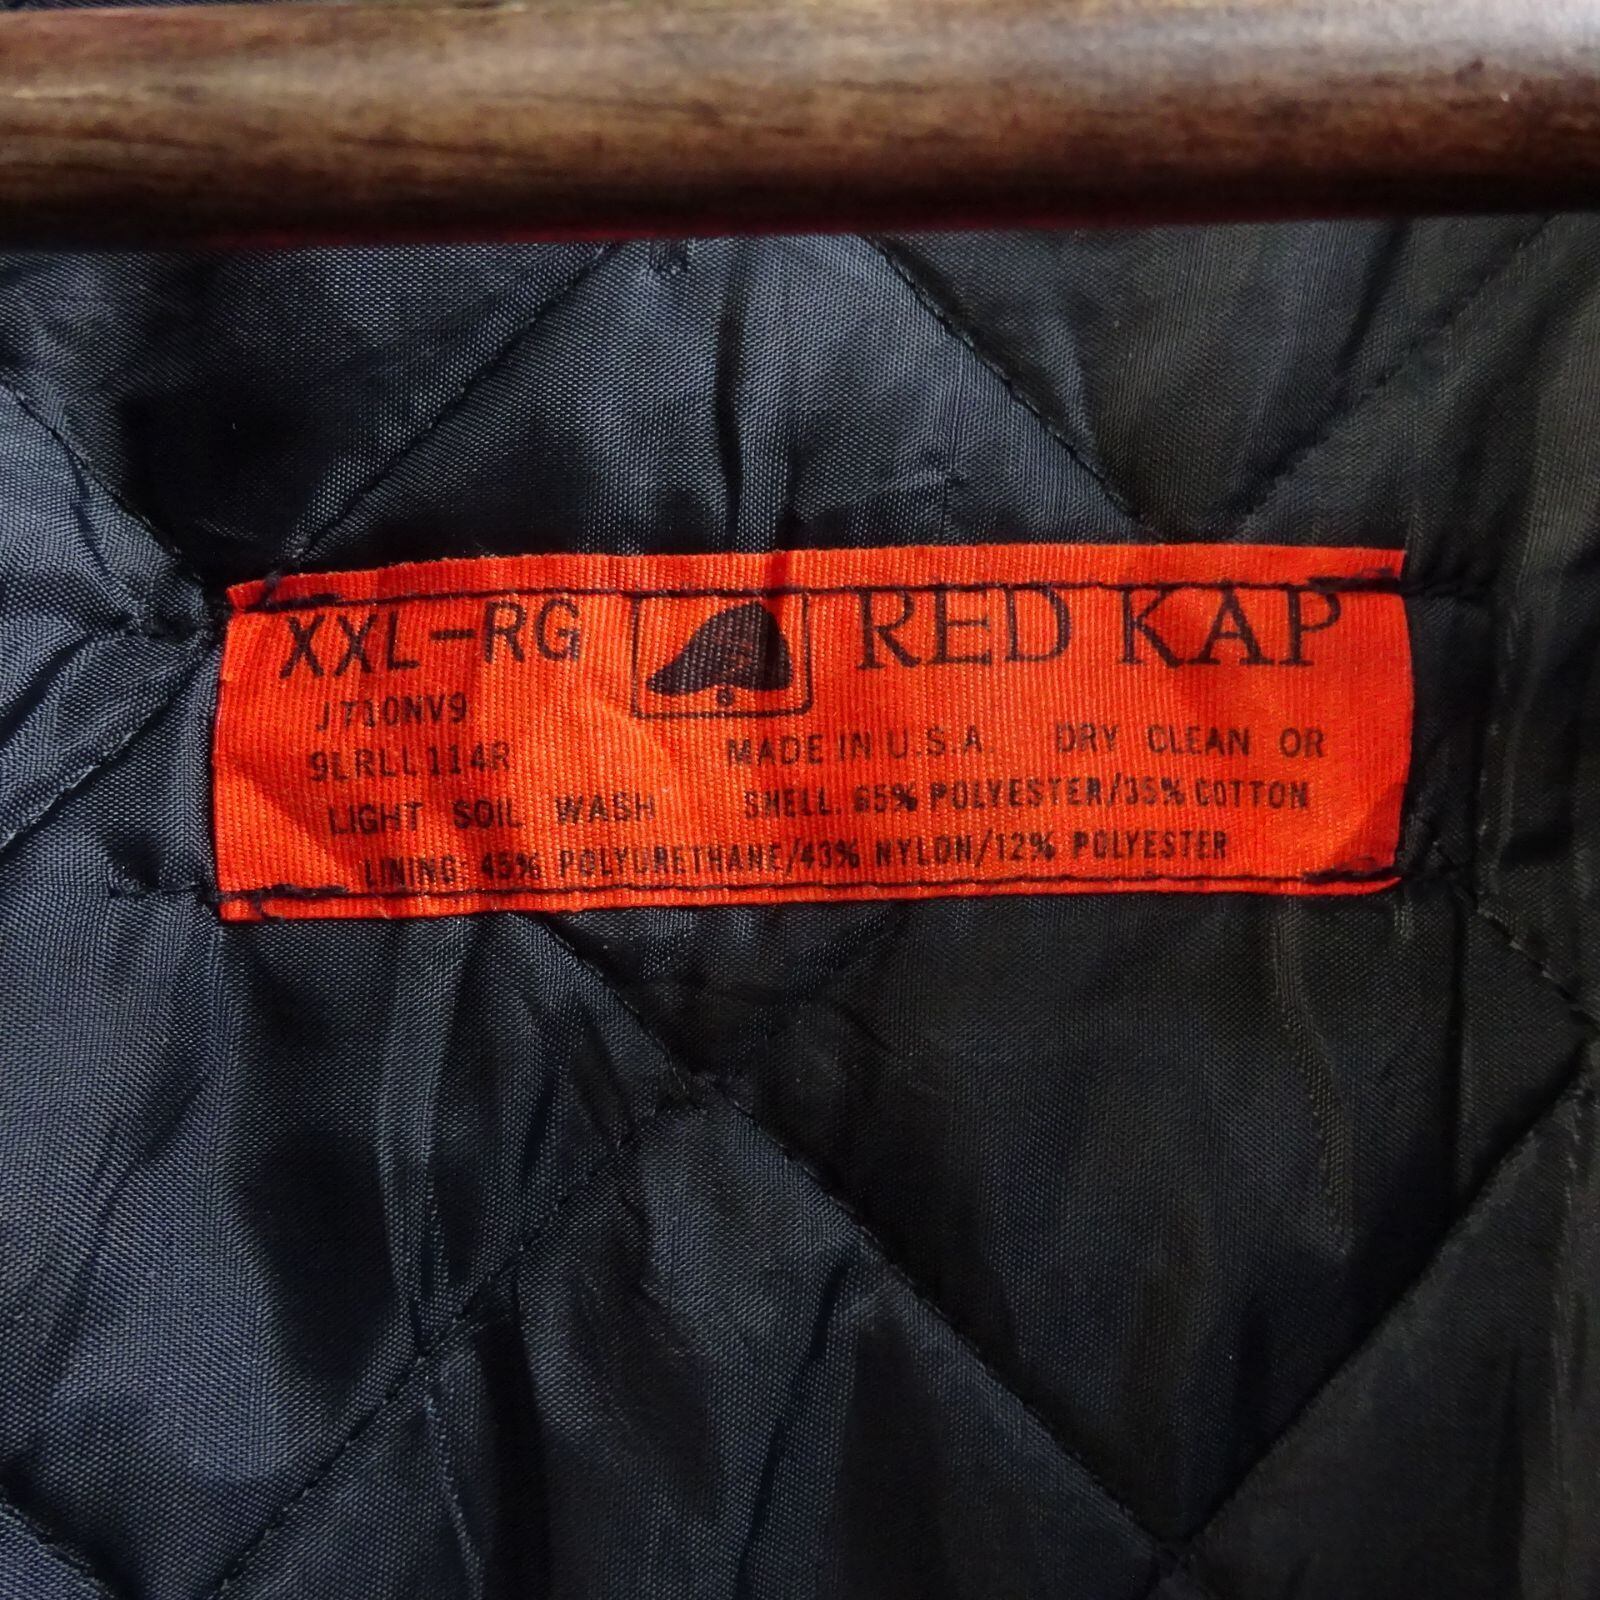 XXL-RG RED KAP
JT10NV9
9LRLL114R MADE IN U.S.A. DRY CLEAN OR
LIGHT SOIL WASH SHELL: 65% POLYESTER/35% COTTON
LINING: 45% POLYURETHANE/43% NYLON/12% POLYESTER